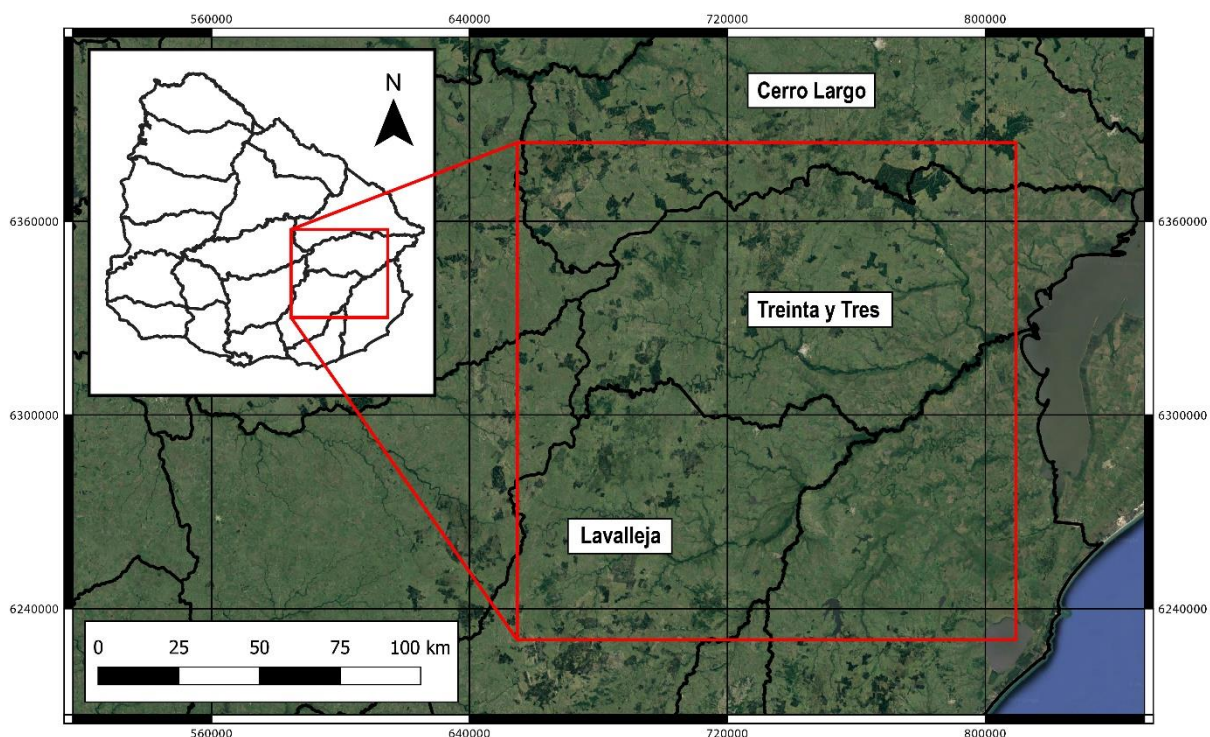 560000 640000 720000 800000
N
Cerro Largo
6360000 6360000
Treinta y Tres
6300000 6300000
Lavalleja
6240000 6240000
0 25 50 75 100 km
560000 640000 720000 800000